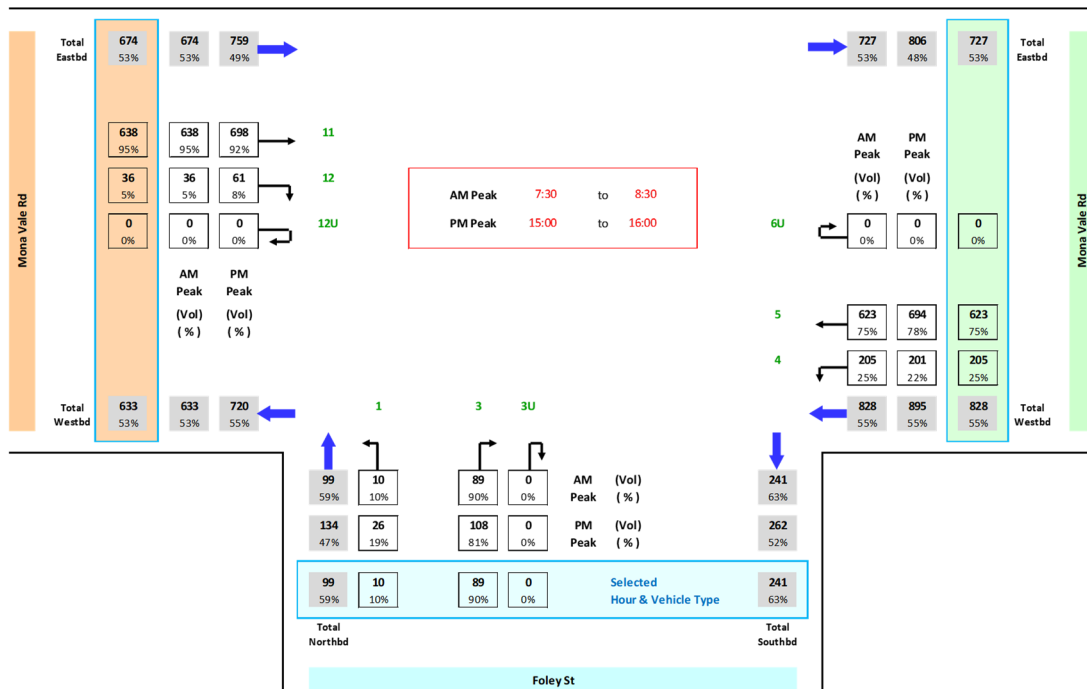 Total 674 674 759 727 806 727 Total
Eastbd 53% 53% 49% 53% 48% 53% Eastbd
638 638 698 11
95% 95% 92%
AM PM
Peak Peak
36 36 61 12
5% 5% 8%
(Vol) (Vol)
( % ) ( % )
AM Peak 7:30 to 8:30
PM Peak 15:00 to 16:00
0 0 0 12U 6U 0 0 0
0% 0% 0% 0% 0% 0%
Mona Vale Rd
Mona Vale Rd
AM PM
Peak Peak
(Vol) (Vol)
( % ) ( % )
5 623 694 623
75% 78% 75%
4 205 201 205
25% 22% 25%
Total 633 633 720 828 895 828 Total
Westbd 53% 53% 55% 55% 55% 55% Westbd
1 3 3U
99 10 89 0 AM (Vol) 241
59% 10% 90% 0% Peak ( % ) 63%
134 26 108 0 PM (Vol) 262
47% 19% 81% 0% Peak ( % ) 52%
99 10 89 0 Selected 241
59% 10% 90% 0% Hour & Vehicle Type 63%
Total Total
Northbd Southbd
Foley St